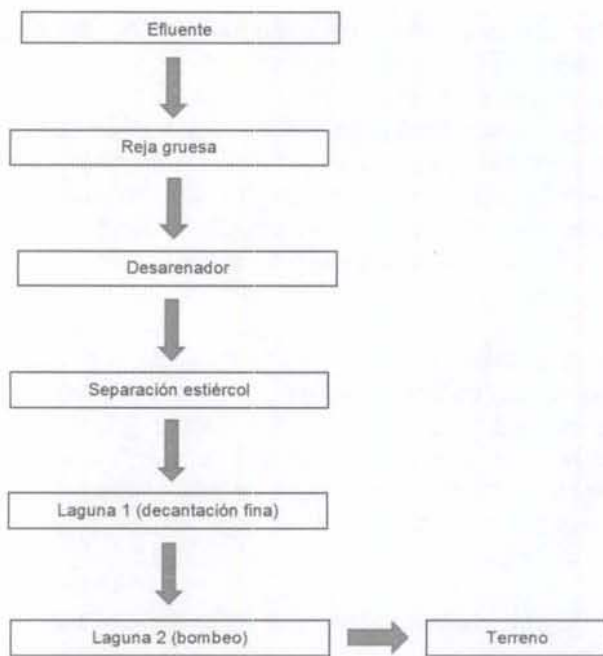 Efluente
Reja gruesa
Desarenador
Separación estiércol
Laguna 1 (decantación fina)
Laguna 2 (bombeo)
Terreno